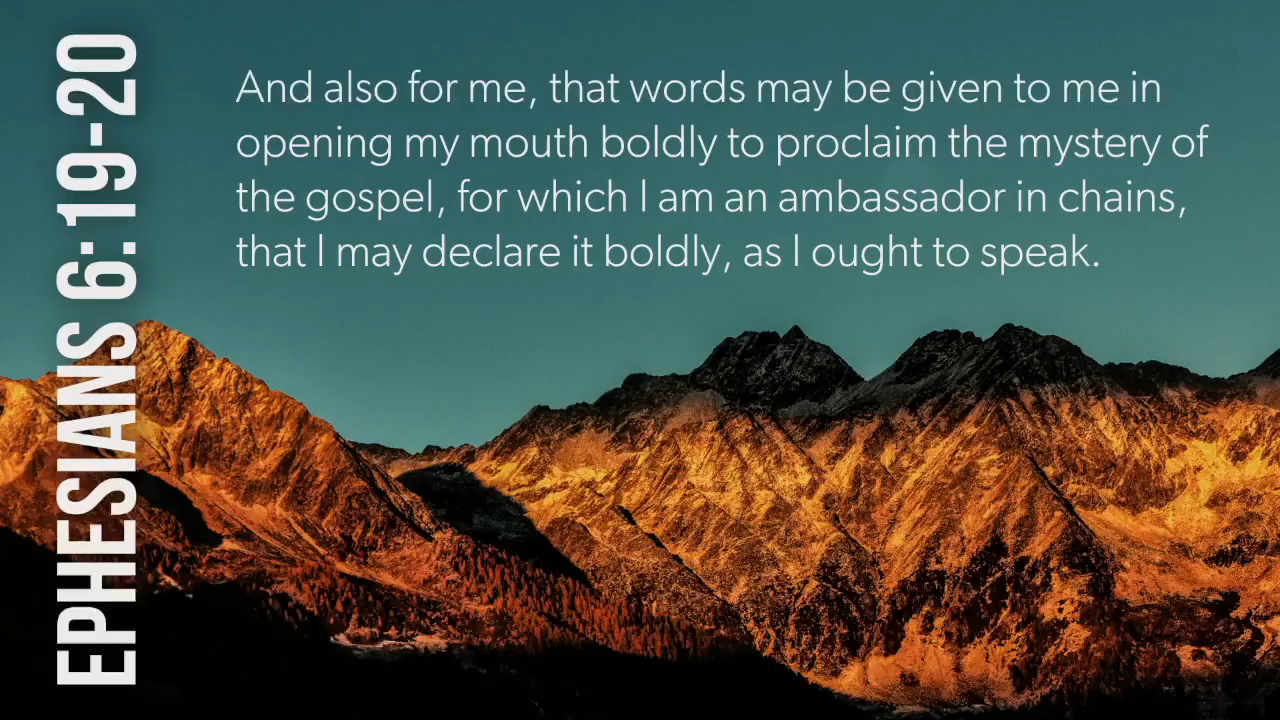 EPHESIANS 6:19-20
And also for me, that words may be given to me in
opening my mouth boldly to proclaim the mystery of
the gospel, for which I am an ambassador in chains,
that I may declare it boldly, as I ought to speak.